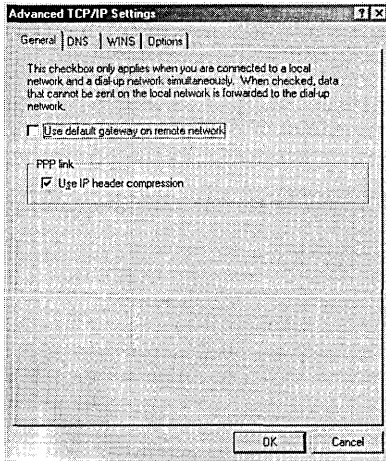 Advanced TCP/IP Settings
General DNS WINS Options
This checkbox only applies when you are connected to a local
network and a dial-up network simultaneously. When checked, data
that cannot be sent on the local network is forwarded to the dial-up
network.
Use default gateway on remote network
PPP link
Use IP header compression
OK Cancel